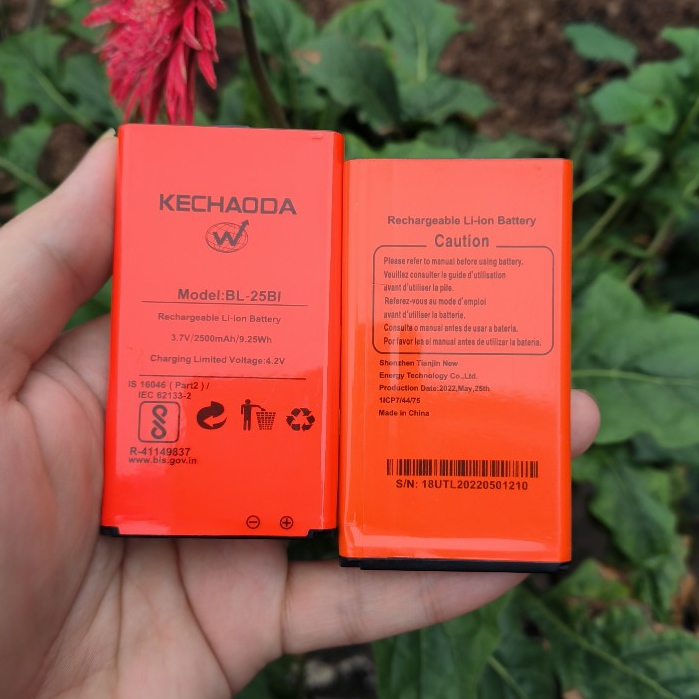 KECHAODA
W
Model:BL-25BI
Rechargeable Li-ion Battery
3.7V/2500mAh/9.25Wh
Charging Limited Voltage:4.2V
IS 16046 ( Part2 ) /
IEC 62133-2
R-41149837
www.bis.gov.in
Rechargeable Li-ion Battery
Caution
Please refer to manual before using battery.
Veuillez consulter le guide d'utilisation
avant d'utiliser la pile.
Referez-vous au mode d'emploi
avant d'utiliser la batterie.
Consulte o manual antes de usar a bateria.
Por favor lea el manual antes de utilizar la bateria.
Shenzhen Tianjin New
Energy Technology Co.,Ltd.
Production Date:2022,May,25th
1ICP7/44/75
Made in China
S/N: 18UTL20220501210